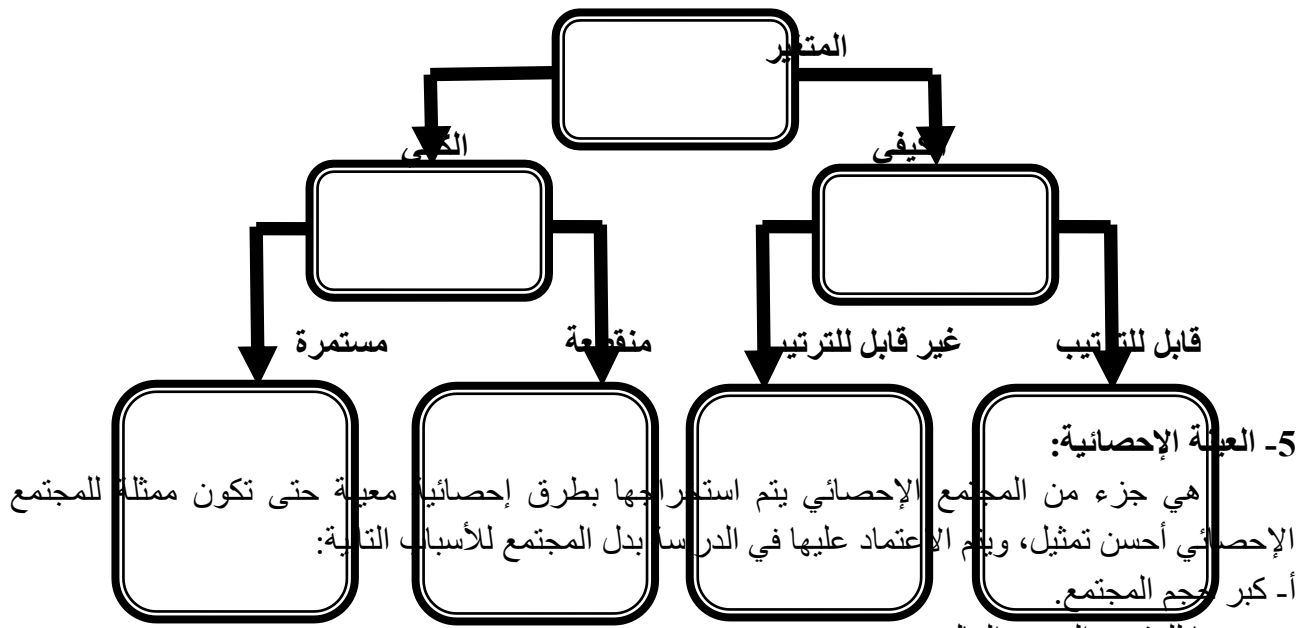 المتغير
الكمي الكيفي
قابل للترتيب غير قابل للترتيب منقطعة مستمرة
5- العينة الإحصائية:
هي جزء من المجتمع الإحصائي يتم استخراجها بطرق إحصائية معينة حتى تكون ممثلة للمجتمع
الإحصائي أحسن تمثيل، ويتم الاعتماد عليها في الدراسة بدل المجتمع للأسباب التالية:
أ- كبر حجم المجتمع.